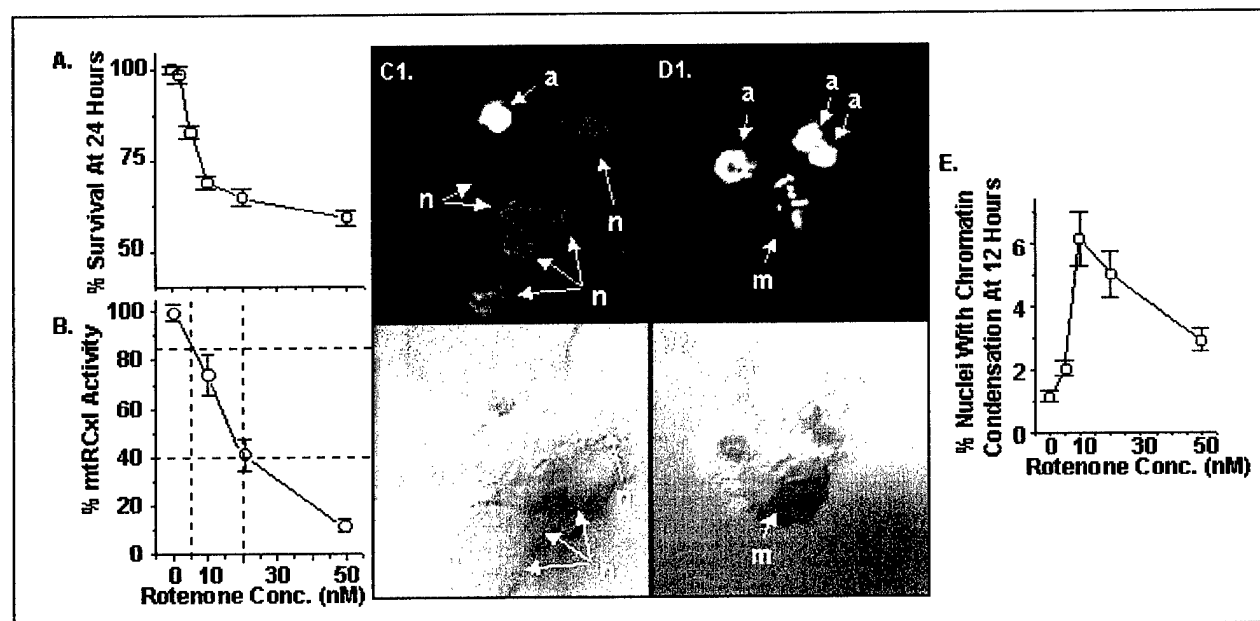 A.
% Survival At 24 Hours
100
75
50
B.
% mtRCxI Activity
100
80
60
40
20
0
0 10 30 50
Rotenone Conc. (nM)
C1.
a
n
n
n
D1.
a
a
a
m
m
E.
% Nuclei With Chromatin
Condensation At 12 Hours
6
4
2
0
0 10 30 50
Rotenone Conc. (nM)